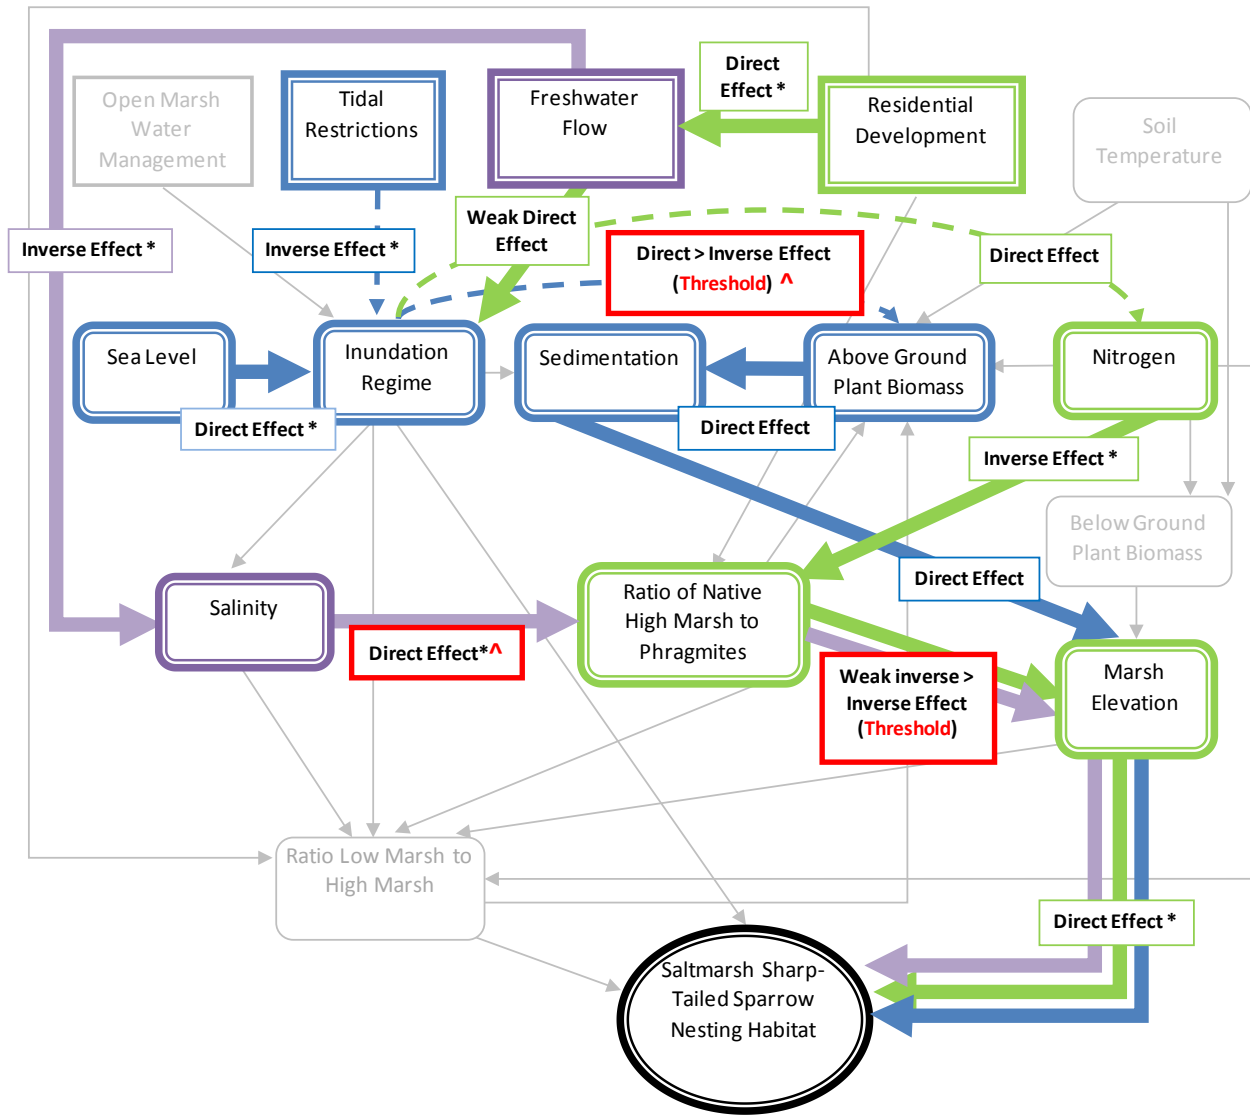 Open Marsh
Water
Management
Tidal
Restrictions
Freshwater
Flow
Direct
Effect *
Residential
Development
Soil
Temperature
Inverse Effect *
Inverse Effect *
Weak Direct
Effect
Direct > Inverse Effect
(Threshold) ^
Direct Effect
Sea Level
Inundation
Regime
Sedimentation
Above Ground
Plant Biomass
Nitrogen
Direct Effect *
Direct Effect
Inverse Effect *
Below Ground
Plant Biomass
Salinity
Ratio of Native
High Marsh to
Phragmites
Direct Effect
Direct Effect*^
Weak inverse >
Inverse Effect
(Threshold)
Marsh
Elevation
Ratio Low Marsh to
High Marsh
Direct Effect *
Saltmarsh Sharp-
Tailed Sparrow
Nesting Habitat